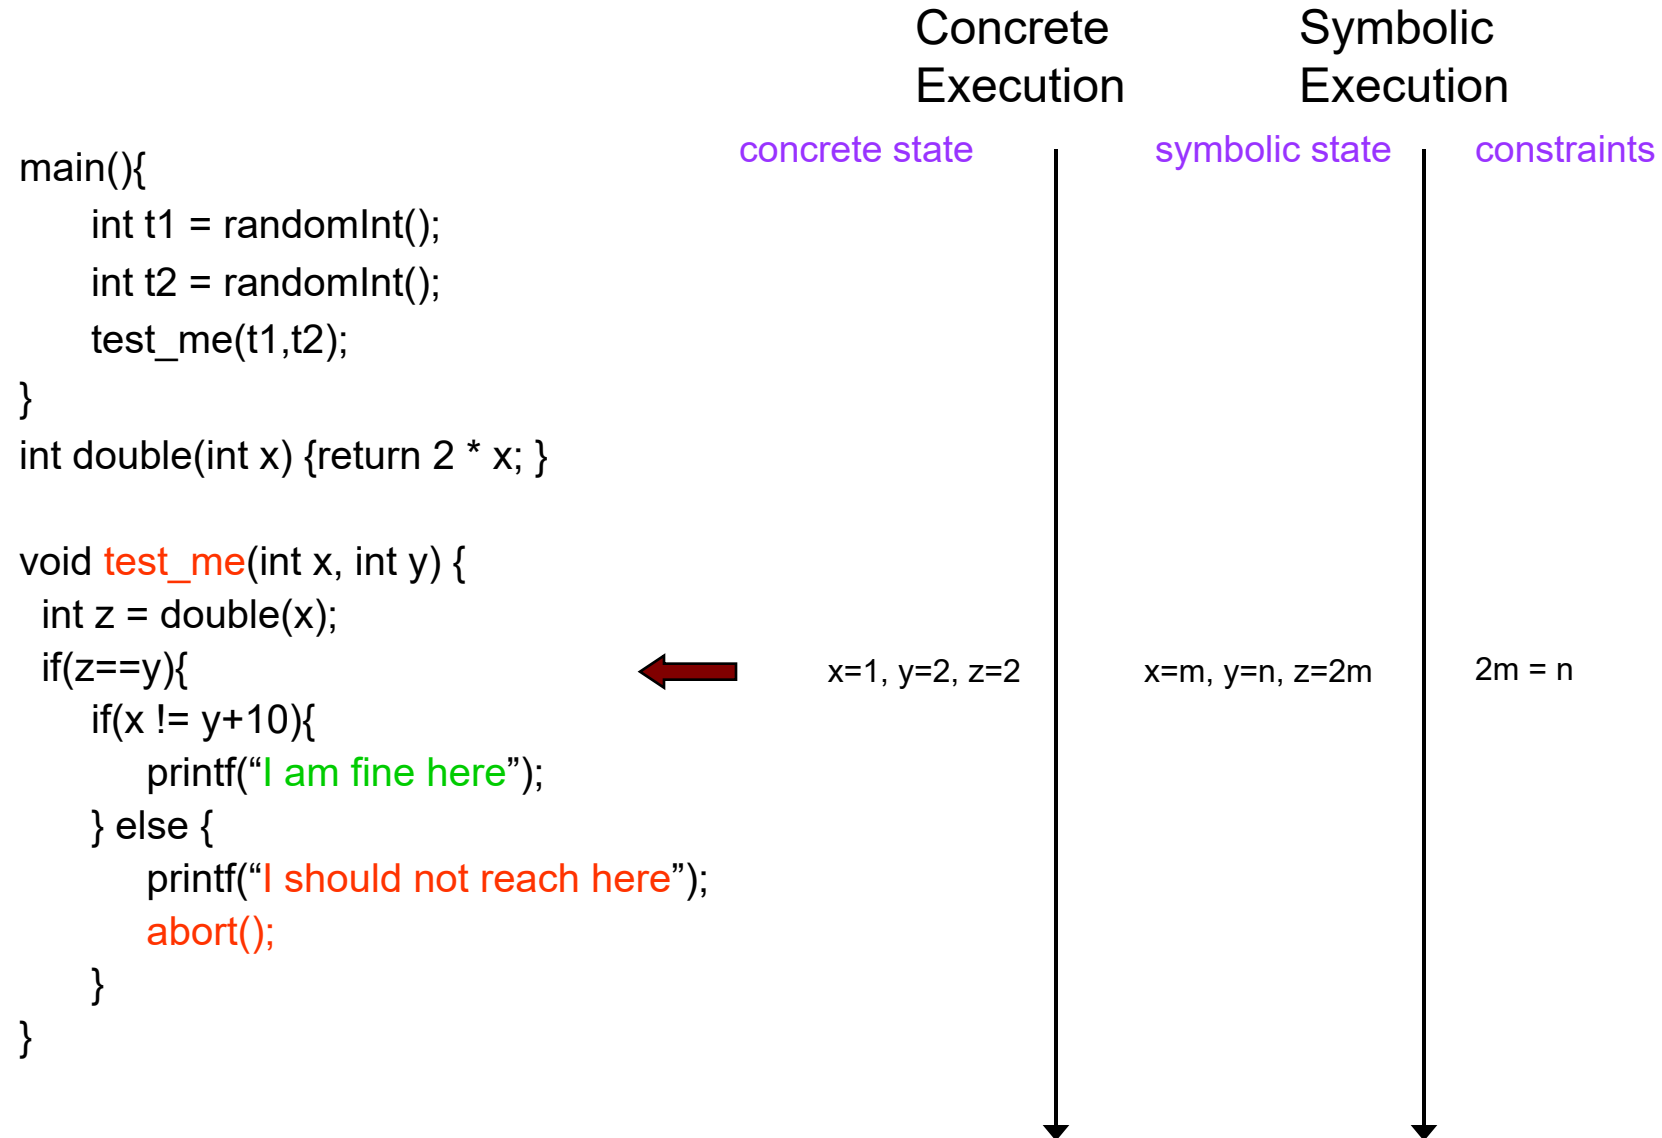 Concrete
Execution
Symbolic
Execution
concrete state
symbolic state
constraints
main(){
int t1 = randomInt();
int t2 = randomInt();
test_me(t1,t2);
}
int double(int x) {return 2 * x; }
void test_me(int x, int y) {
int z = double(x);
if(z==y){
x=1, y=2, z=2
x=m, y=n, z=2m
2m = n
if(x != y+10){
printf(“I am fine here”);
} else {
printf(“I should not reach here”);
abort();
}
}